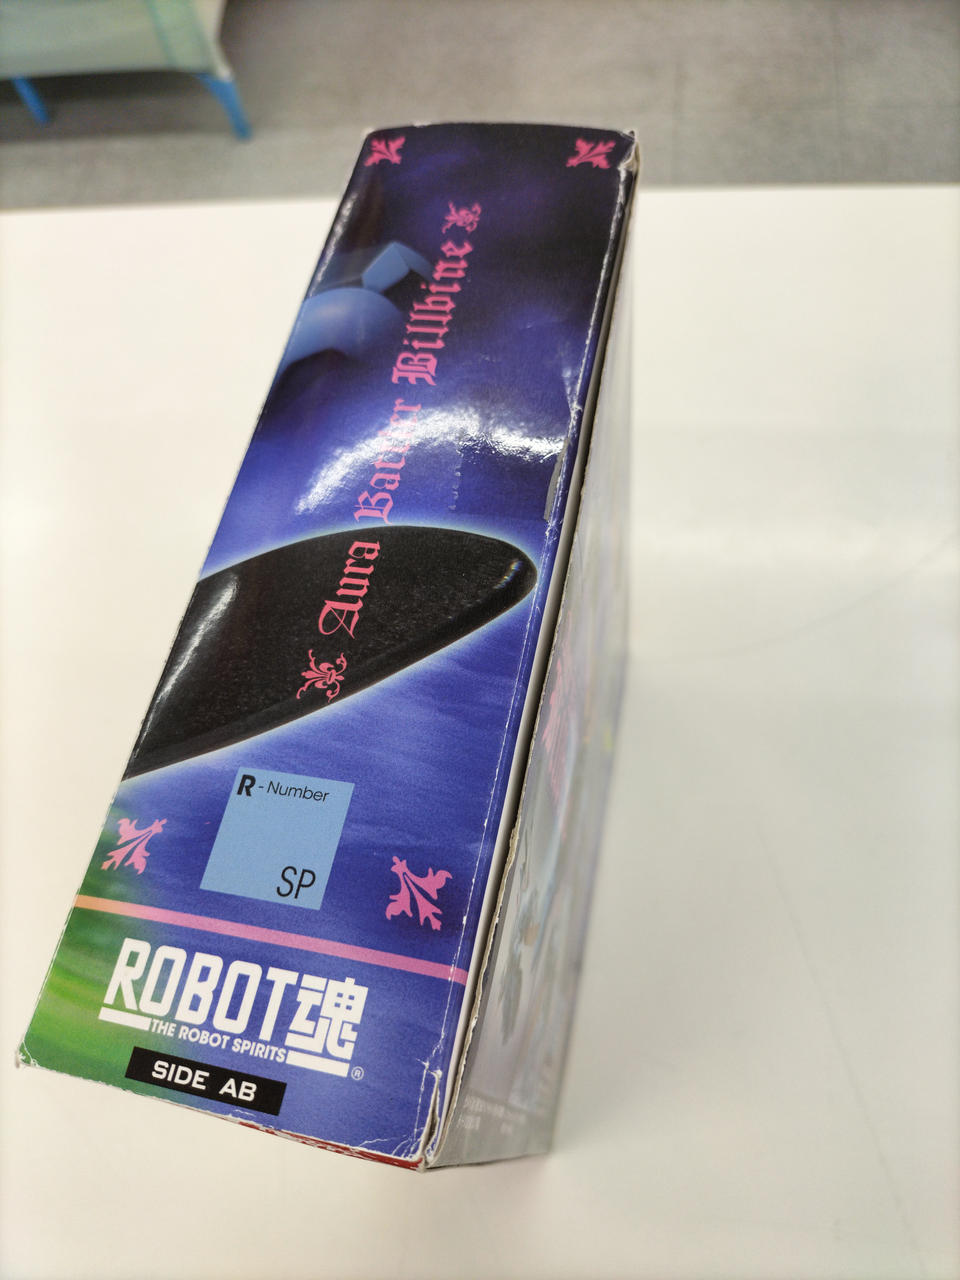 Aura Battler Billbine
R - Number
SP
ROBOT魂
THE ROBOT SPIRITS
®
SIDE AB